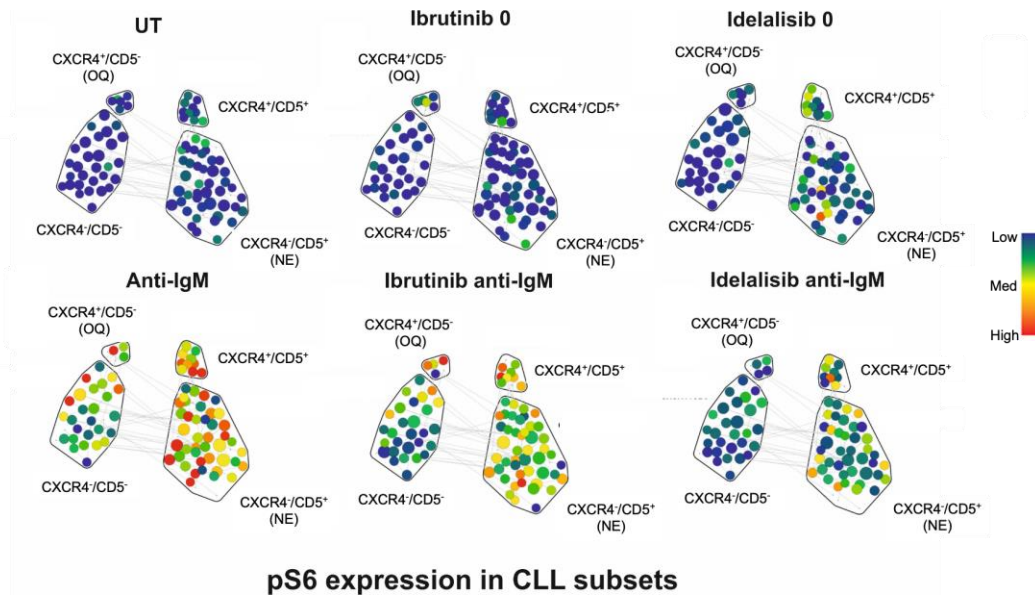 UT
Ibrutinib 0
Idelalisib 0
CXCR4⁺/CD5⁻
(OQ)
CXCR4⁺/CD5⁺
CXCR4⁻/CD5⁻
CXCR4⁻/CD5⁺
(NE)
CXCR4⁺/CD5⁻
(OQ)
CXCR4⁺/CD5⁺
CXCR4⁻/CD5⁻
CXCR4⁻/CD5⁺
(NE)
CXCR4⁺/CD5⁻
(OQ)
CXCR4⁺/CD5⁺
CXCR4⁻/CD5⁻
CXCR4⁻/CD5⁺
(NE)
Low
Med
High
Anti-IgM
Ibrutinib anti-IgM
Idelalisib anti-IgM
CXCR4⁺/CD5⁻
(OQ)
CXCR4⁺/CD5⁺
CXCR4⁻/CD5⁻
CXCR4⁻/CD5⁺
(NE)
CXCR4⁺/CD5⁻
(OQ)
CXCR4⁺/CD5⁺
CXCR4⁻/CD5⁻
CXCR4⁻/CD5⁺
(NE)
CXCR4⁺/CD5⁻
(OQ)
CXCR4⁺/CD5⁺
CXCR4⁻/CD5⁻
CXCR4⁻/CD5⁺
(NE)
pS6 expression in CLL subsets